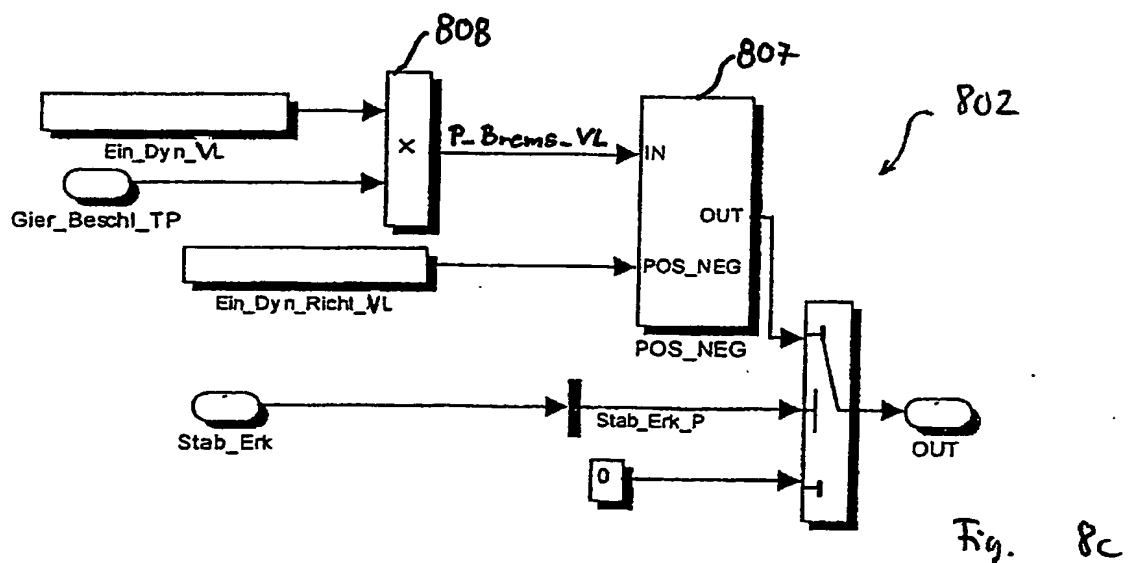 808
807
802
Ein_Dyn_VL
×
P_Brems_VL
IN
Gier_Beschl_TP
OUT
POS_NEG
Ein_Dyn_Richt_VL
POS_NEG
Stab_Erk
Stab_Erk_P
OUT
0
Fig. 8c